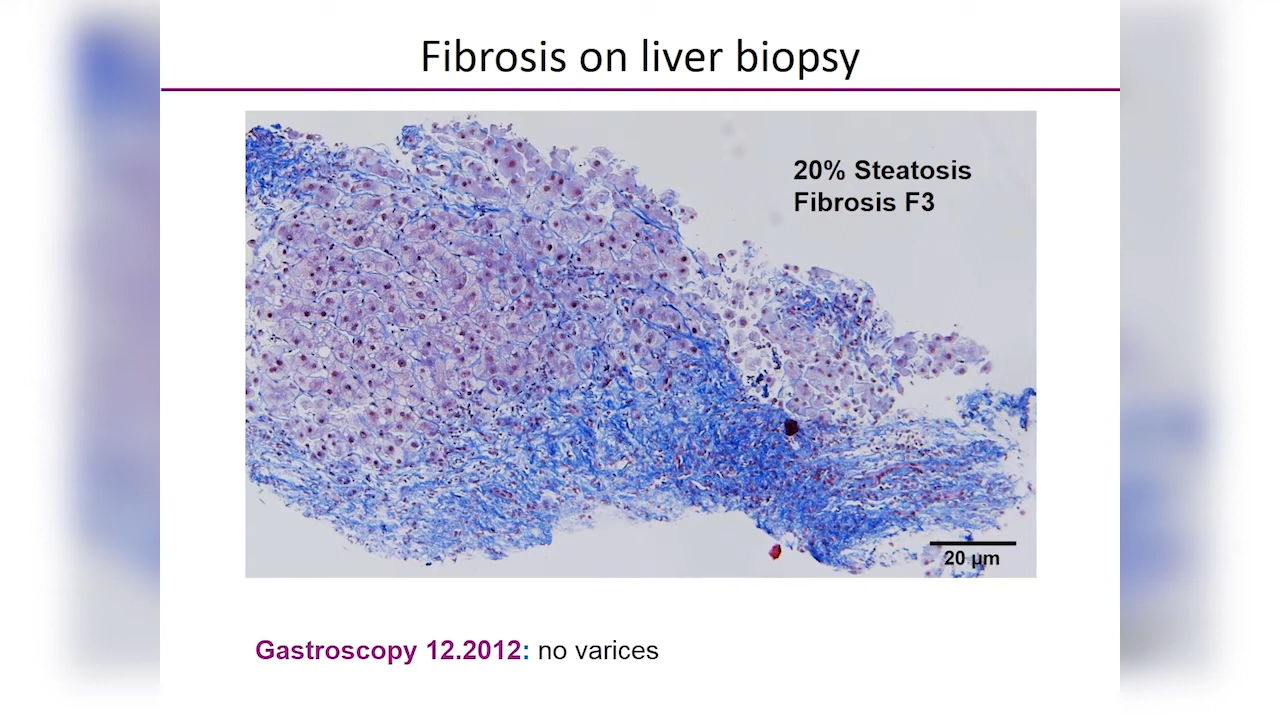 Fibrosis on liver biopsy
20% Steatosis
Fibrosis F3
20 µm
Gastroscopy 12.2012: no varices